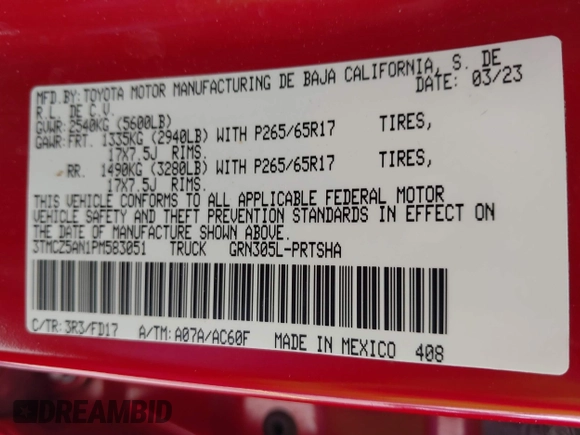 MFD.BY:TOYOTA MOTOR MANUFACTURING DE BAJA CALIFORNIA, S. DE
R.L. DE C.V. DATE: 03/23
GVWR:2540KG (5600LB)
GAWR:FRT. 1335KG (2940LB) WITH P265/65R17 TIRES,
17X7.5J RIMS.
RR. 1490KG (3280LB) WITH P265/65R17 TIRES,
17X7.5J RIMS.
THIS VEHICLE CONFORMS TO ALL APPLICABLE FEDERAL MOTOR
VEHICLE SAFETY AND THEFT PREVENTION STANDARDS IN EFFECT ON
THE DATE OF MANUFACTURE SHOWN ABOVE.
3TMCZ5AN1PM583051 TRUCK GRN305L-PRTSHA
C/TR:3R3/FD17 A/TM:A07A/AC60F MADE IN MEXICO 408
DREAMBID